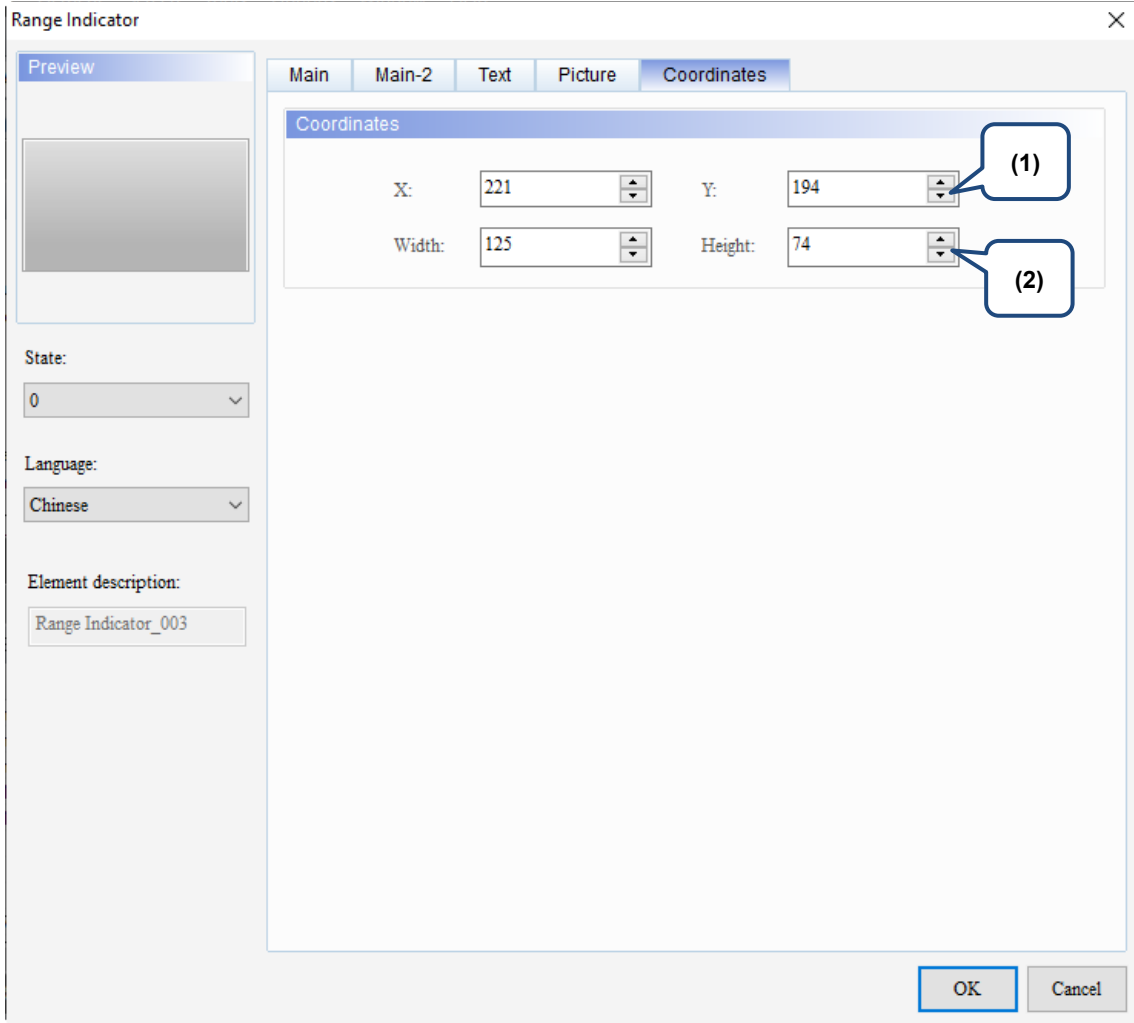 Range Indicator
Preview
Main Main-2 Text Picture Coordinates
Coordinates
X: 221 Y: 194 (1)
Width: 125 Height: 74 (2)
State:
0
Language:
Chinese
Element description:
Range Indicator_003
OK Cancel